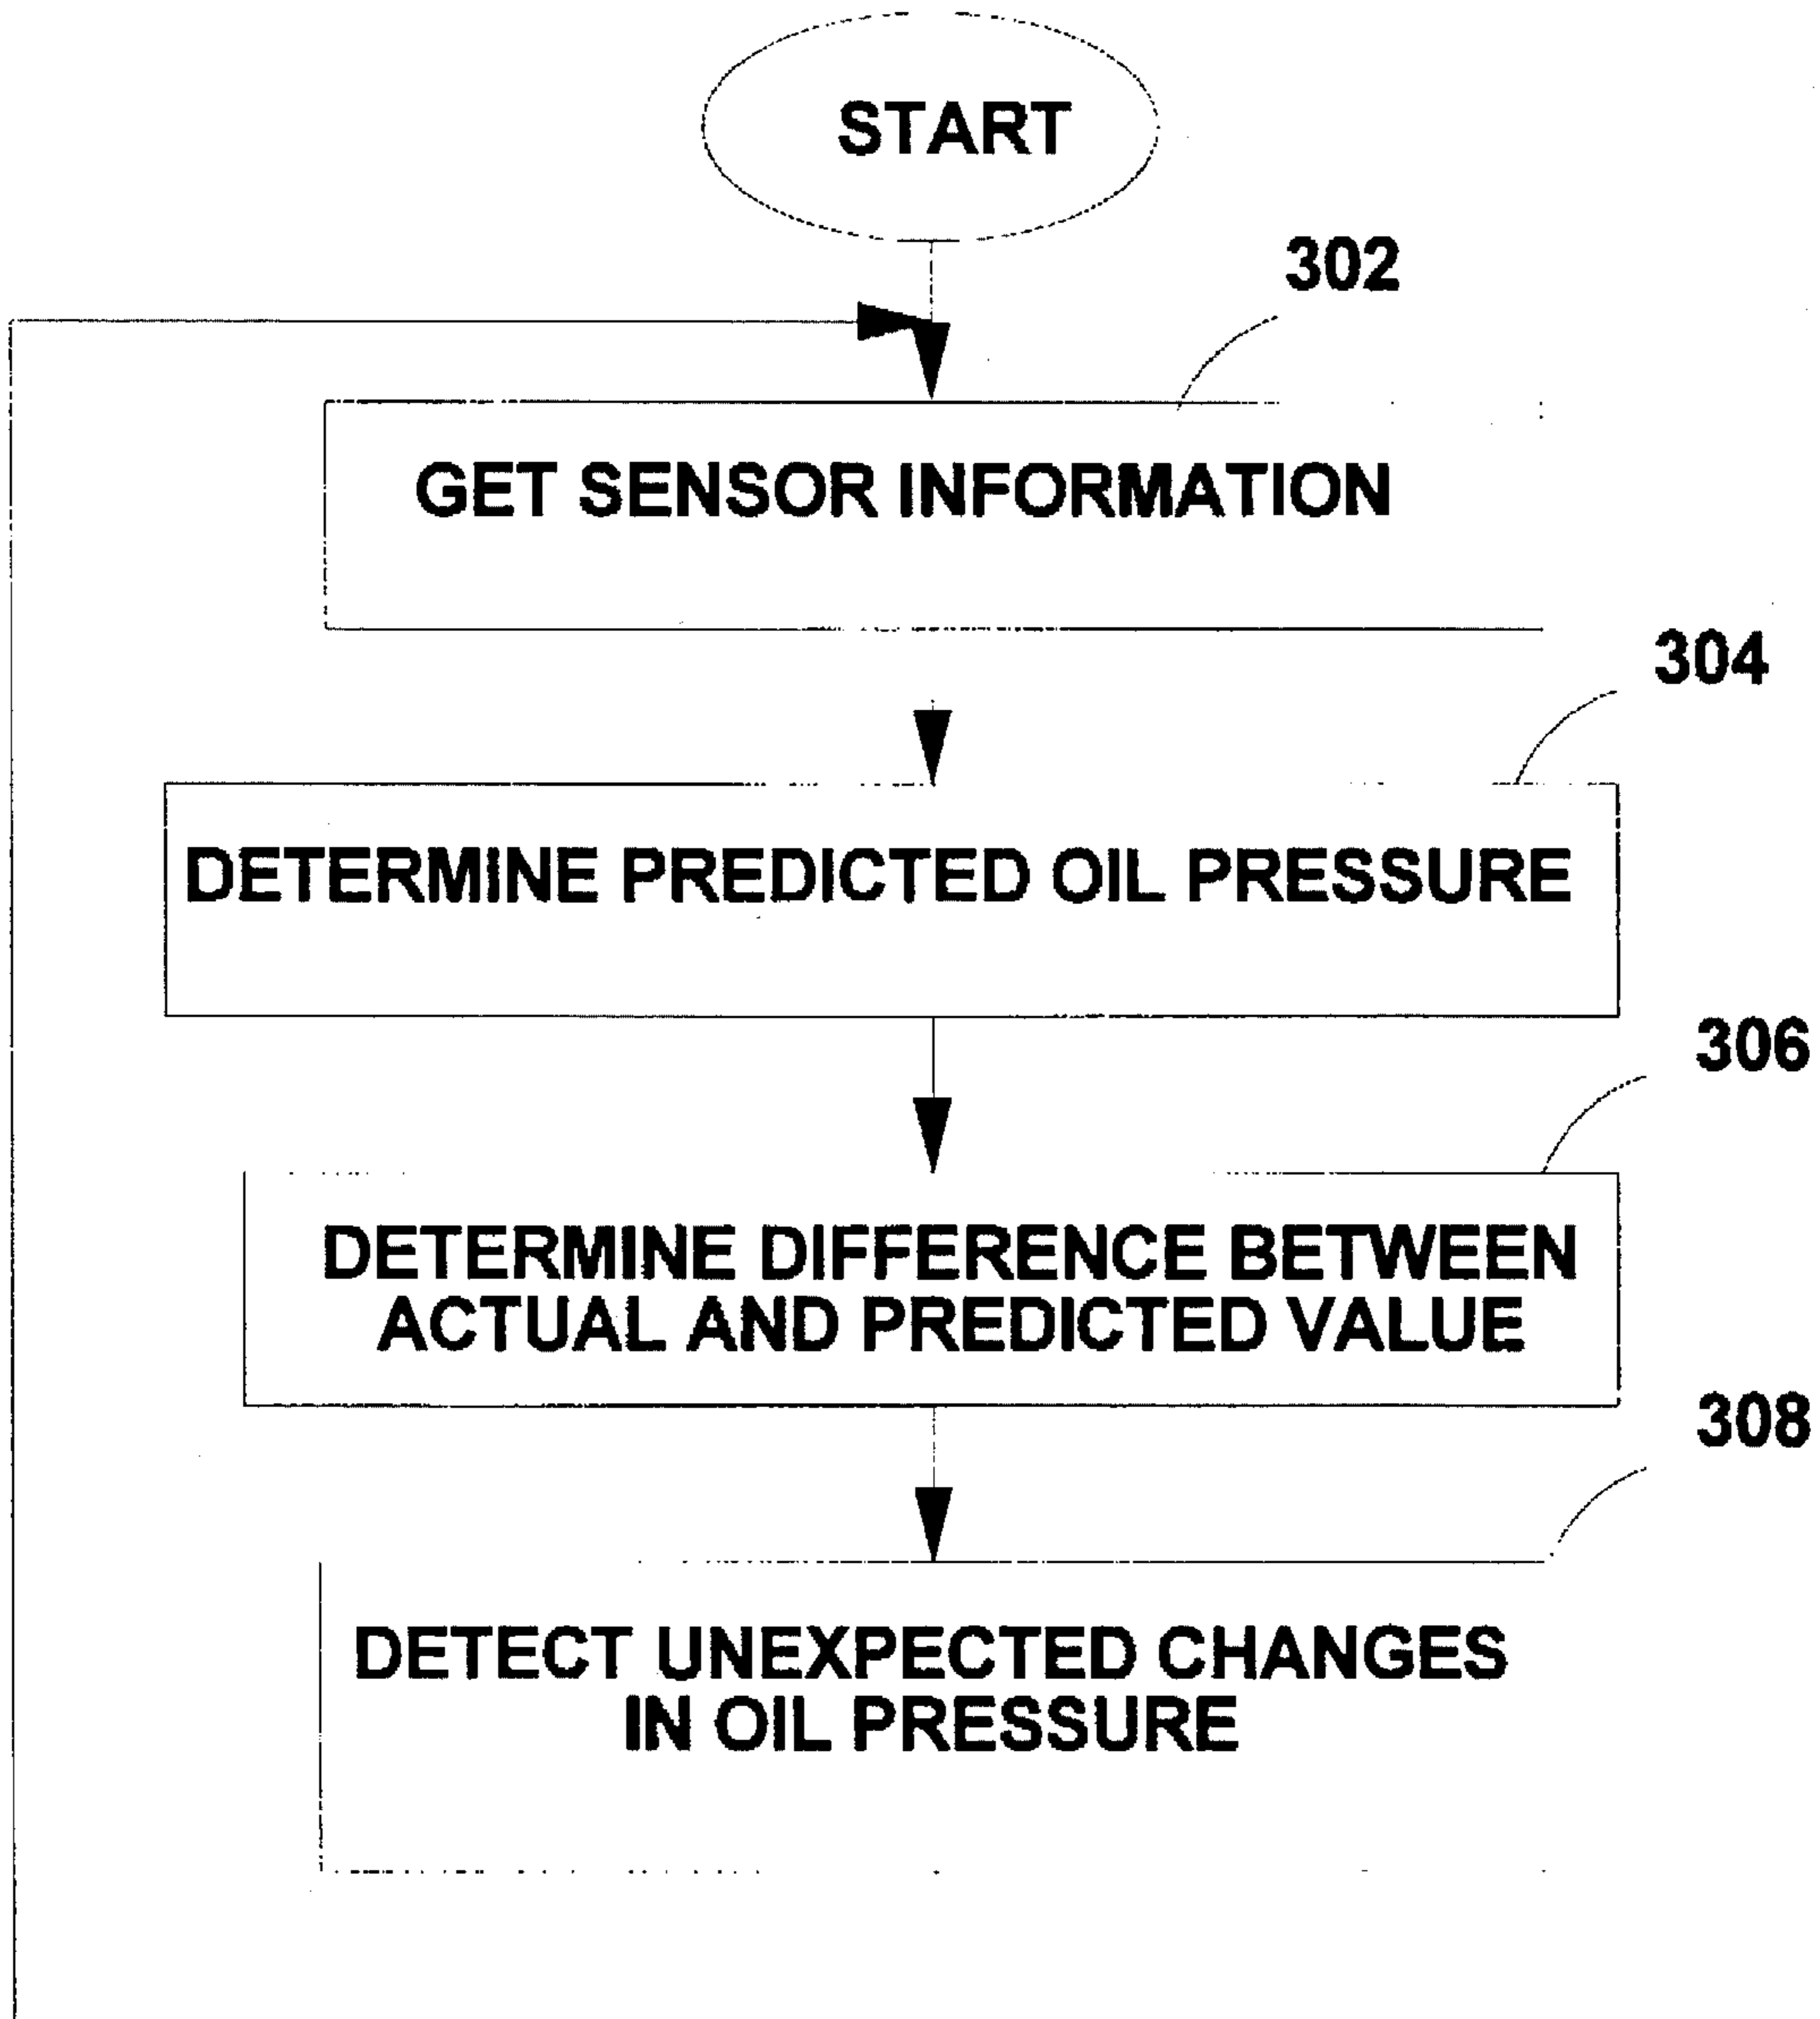 START
302
GET SENSOR INFORMATION
304
DETERMINE PREDICTED OIL PRESSURE
306
DETERMINE DIFFERENCE BETWEEN
ACTUAL AND PREDICTED VALUE
308
DETECT UNEXPECTED CHANGES
IN OIL PRESSURE